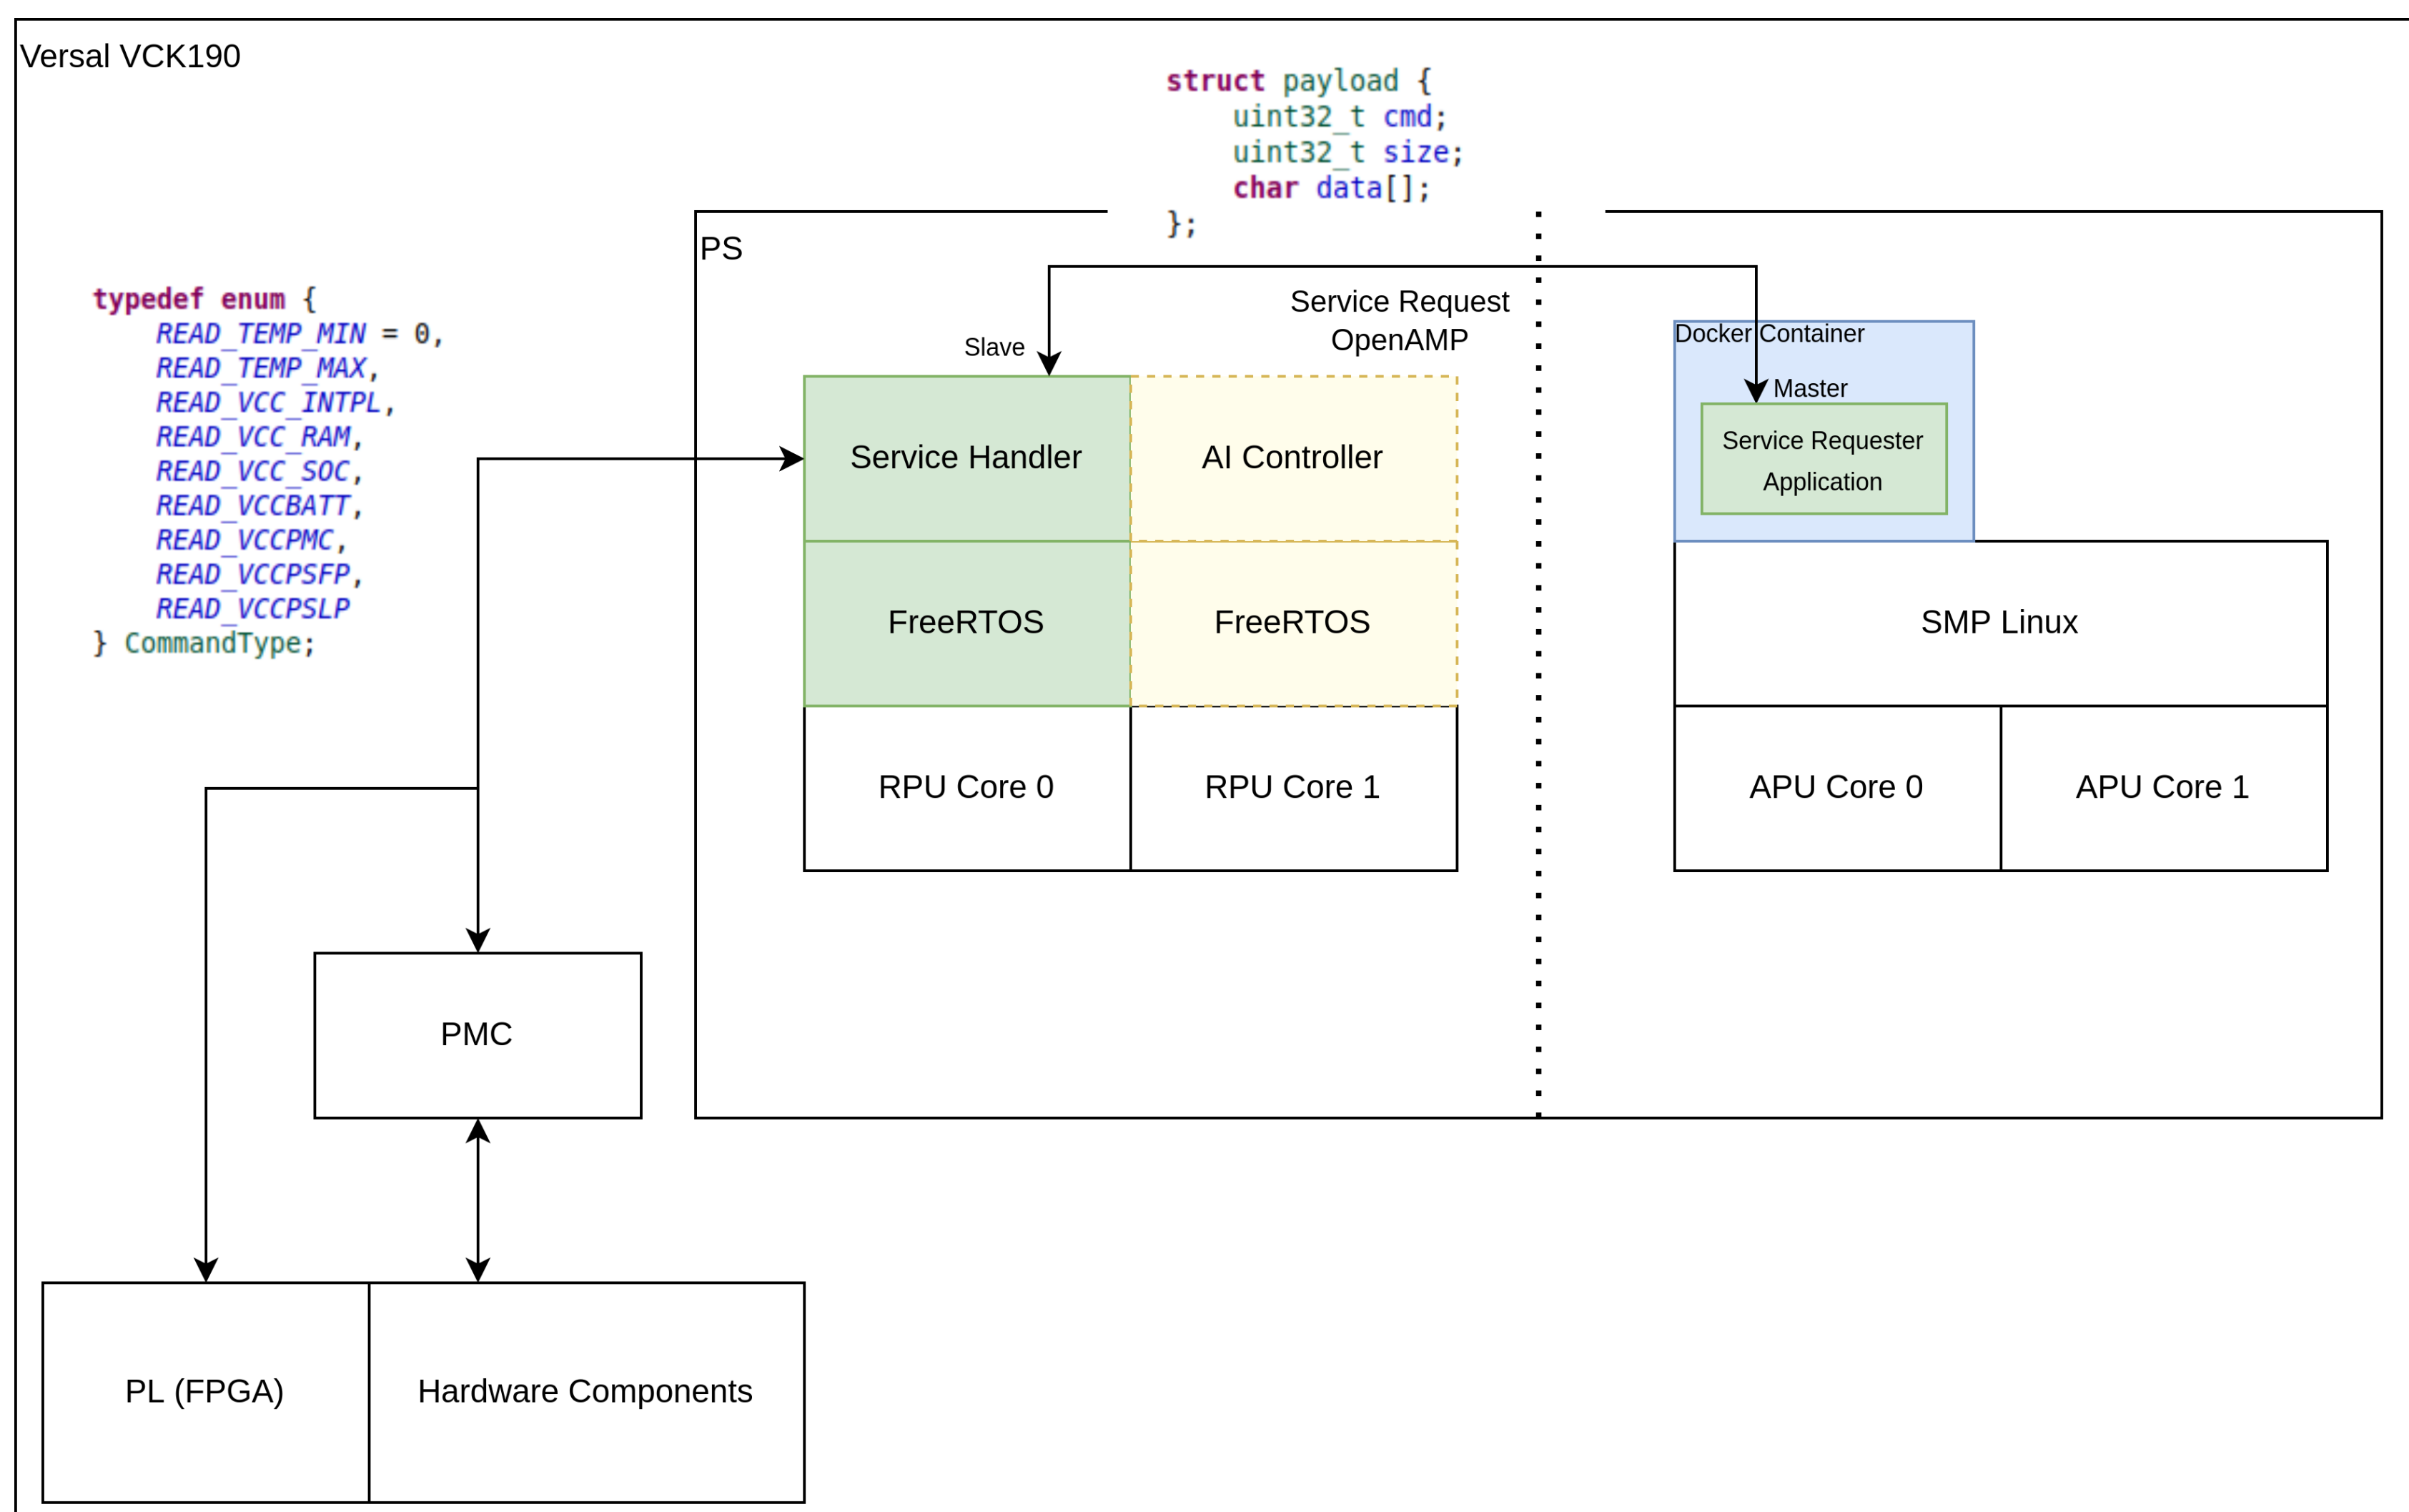 Versal VCK190
struct payload {
uint32_t cmd;
uint32_t size;
char data[];
};
PS
typedef enum {
READ_TEMP_MIN = 0,
READ_TEMP_MAX,
READ_VCC_INTPL,
READ_VCC_RAM,
READ_VCC_SOC,
READ_VCCBATT,
READ_VCCPMC,
READ_VCCPSFP,
READ_VCCPSLP
} CommandType;
Service Request
OpenAMP
Slave
Docker Container
Master
Service Requester
Application
Service Handler
AI Controller
FreeRTOS
FreeRTOS
SMP Linux
RPU Core 0
RPU Core 1
APU Core 0
APU Core 1
PMC
PL (FPGA)
Hardware Components